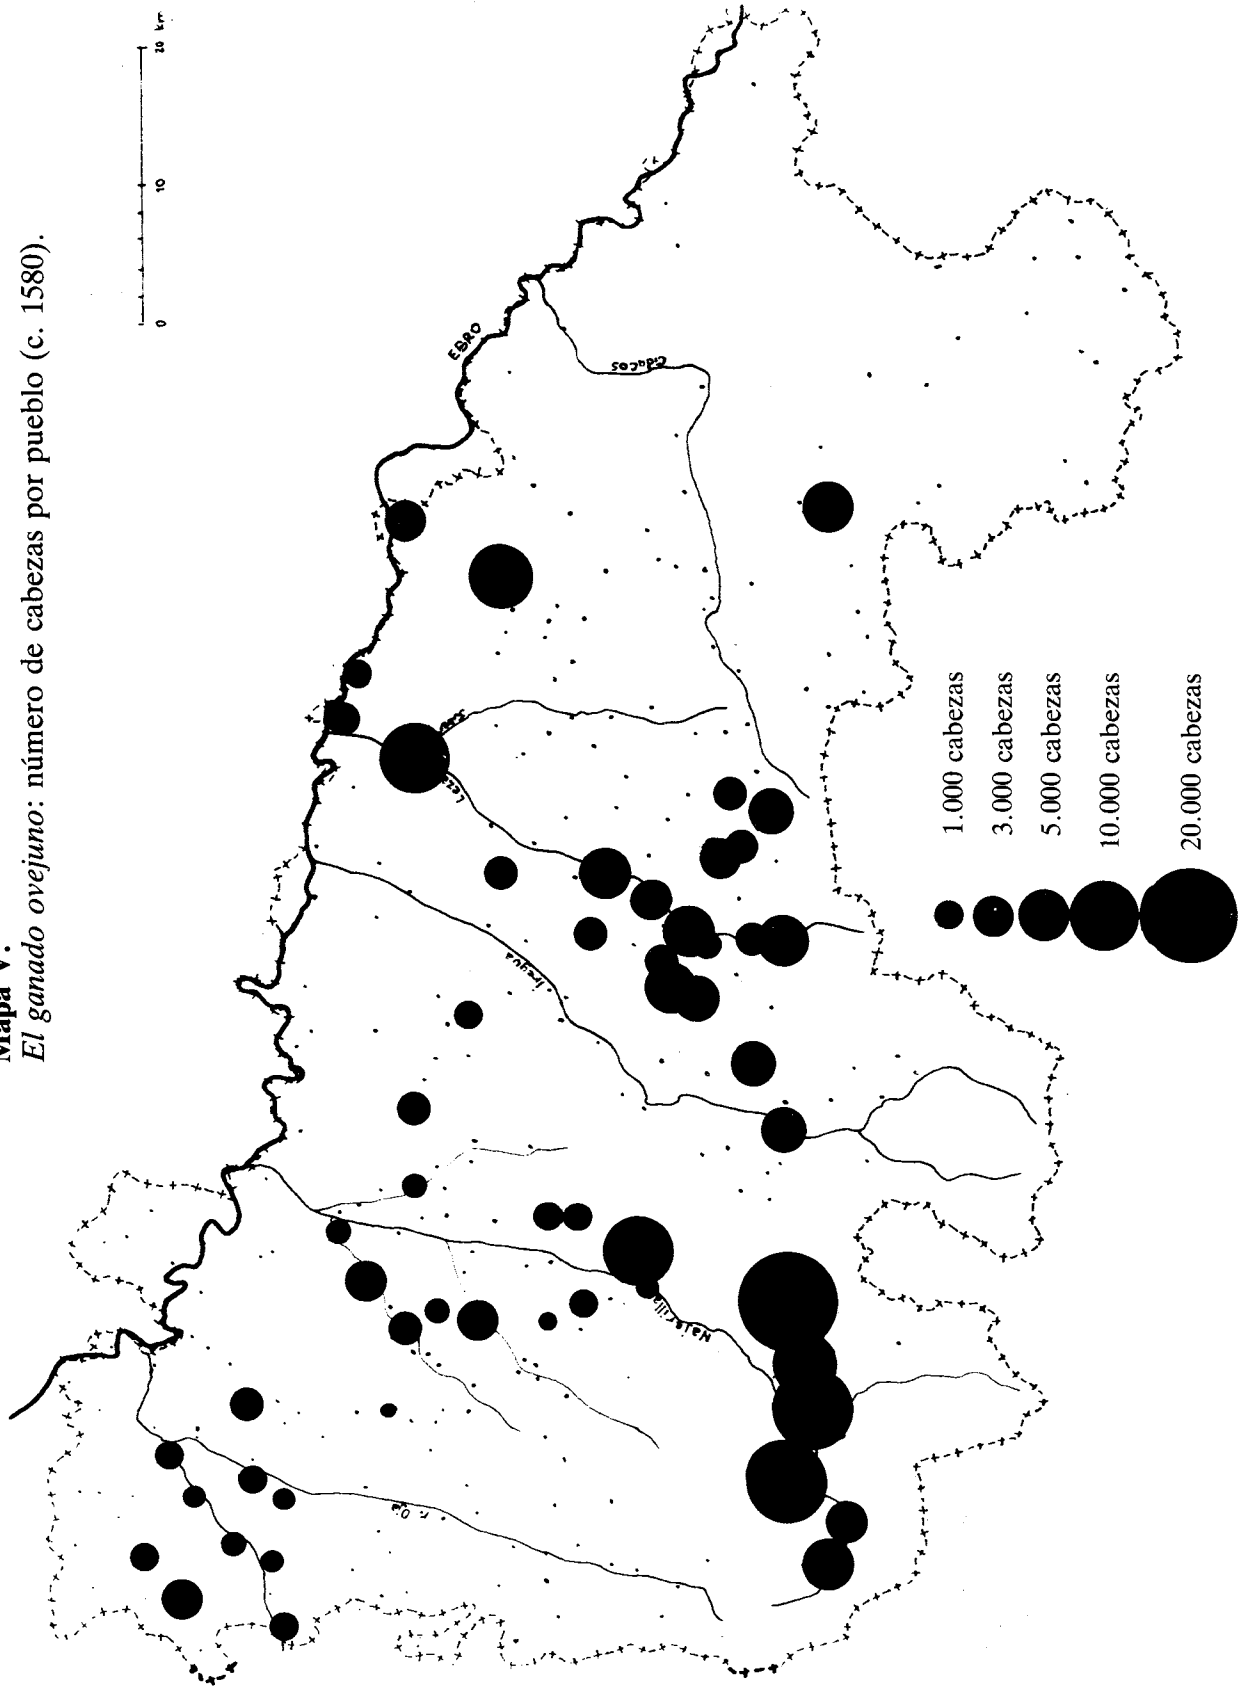 Mapa V.
El ganado ovejuno: número de cabezas por pueblo (c. 1580).
0 10 20 km
EBRO
Cidacos
Leza
Iregua
Najerilla
r. Oja
1.000 cabezas
3.000 cabezas
5.000 cabezas
10.000 cabezas
20.000 cabezas